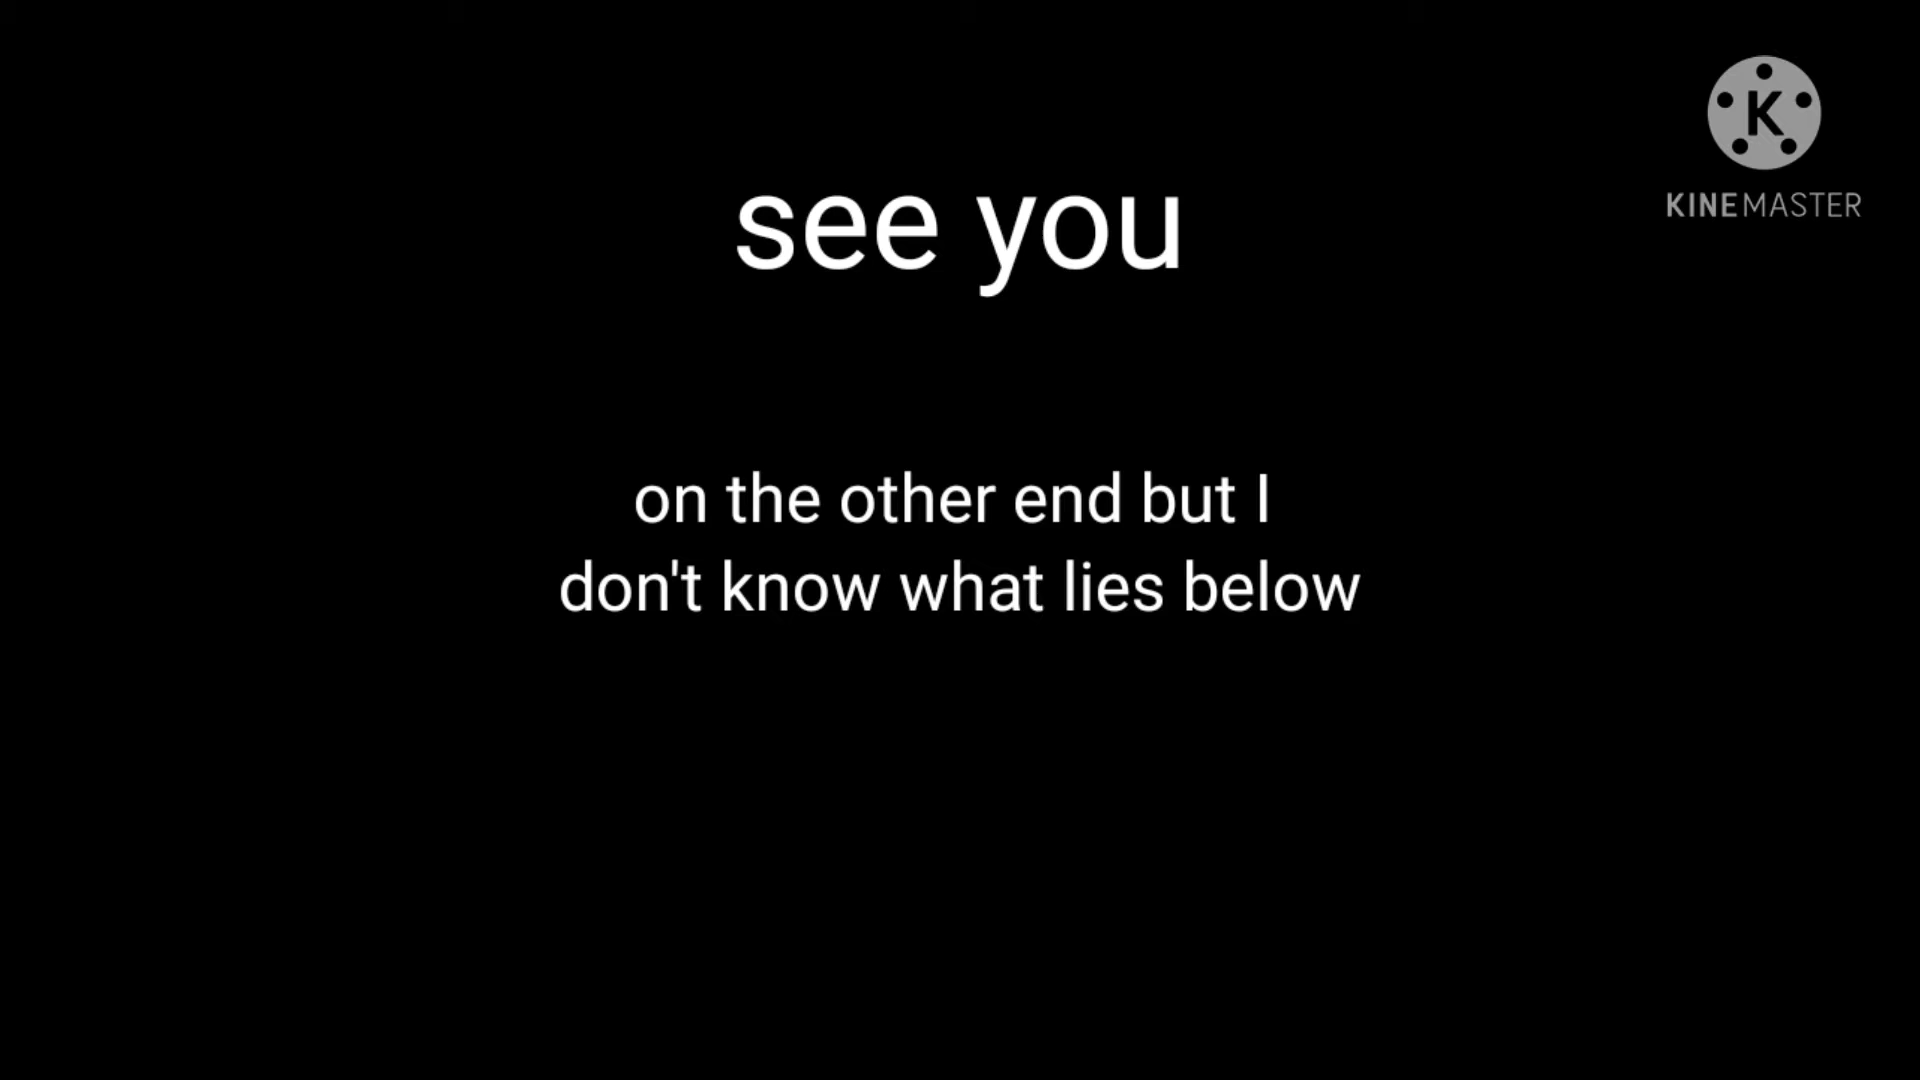 K
KINEMASTER
see you
on the other end but I
don't know what lies below